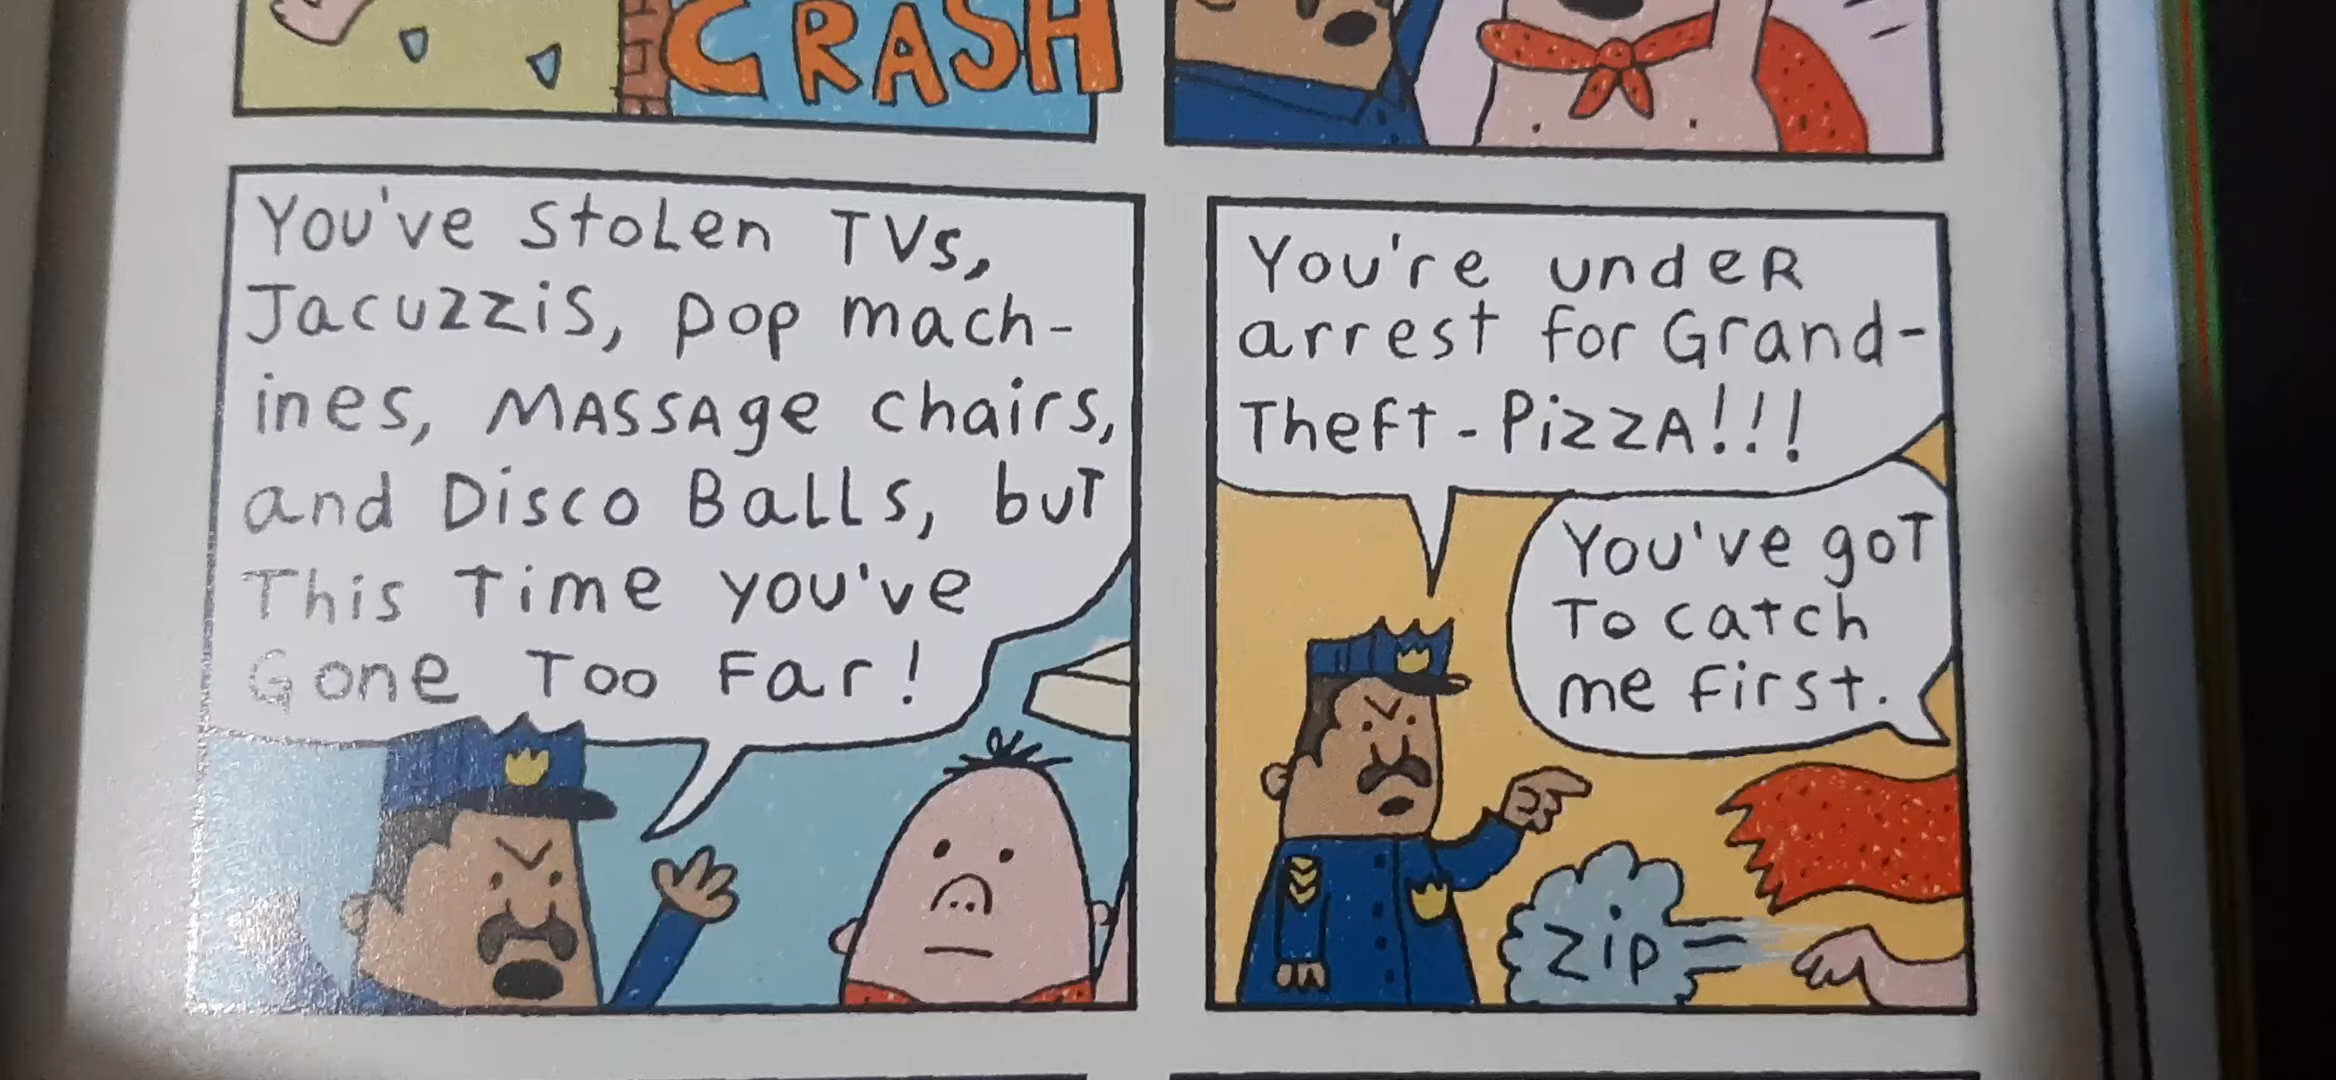 CRASH
You've Stolen TVs,
Jacuzzis, pop mach-
ines, MASSAge chairs,
and Disco Balls, but
This Time you've
Gone Too Far!
You're under
arrest for Grand-
Theft-Pizza!!!
You've got
To catch
me first.
Zip